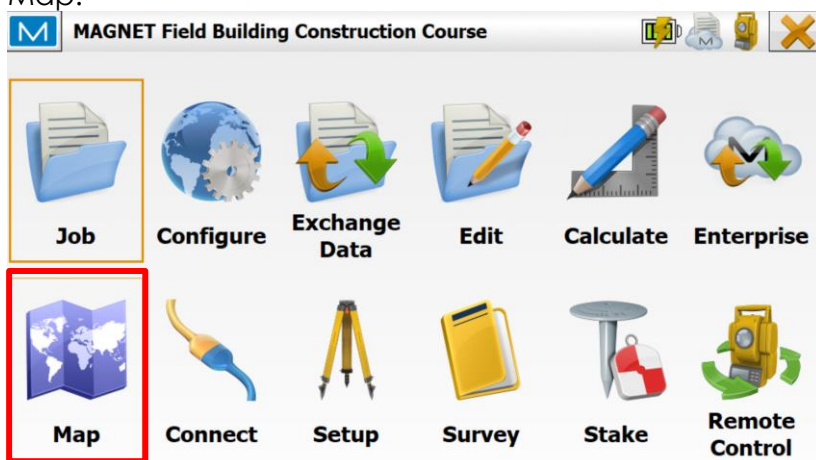 Map.
MAGNET Field Building Construction Course
Job
Configure
Exchange
Data
Edit
Calculate
Enterprise
Map
Connect
Setup
Survey
Stake
Remote
Control